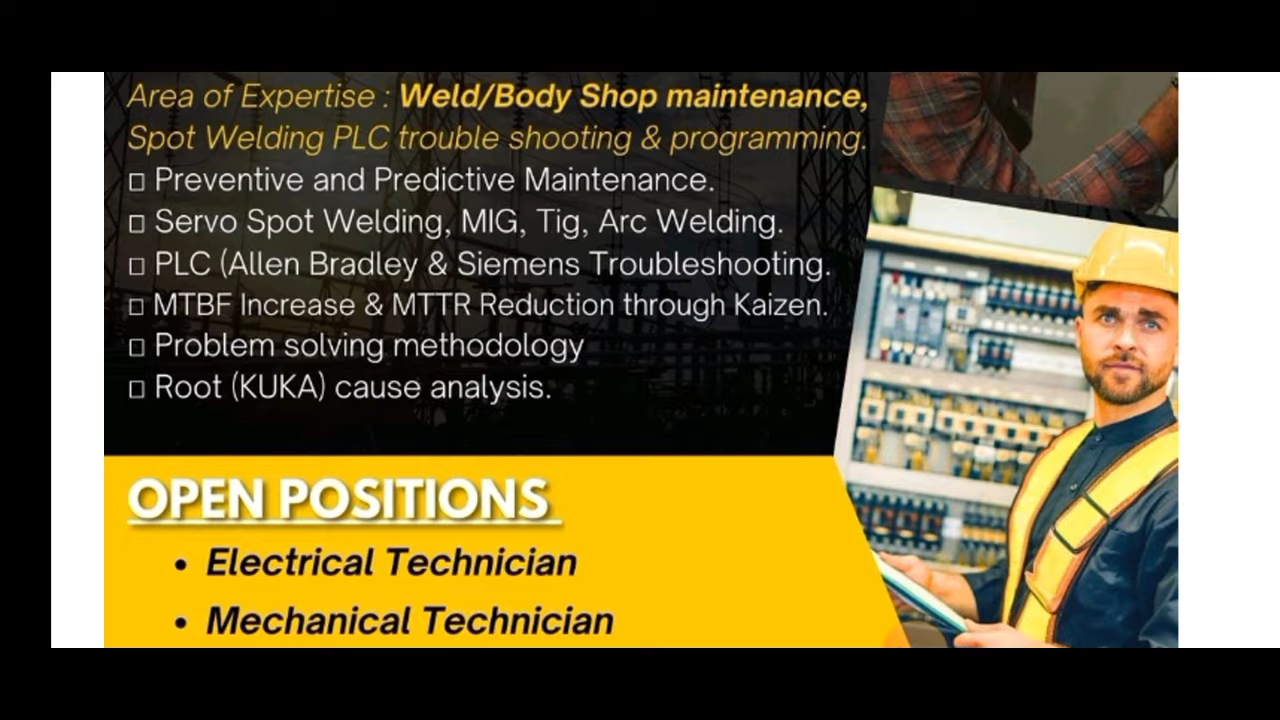 Area of Expertise : Weld/Body Shop maintenance,
Spot Welding PLC trouble shooting & programming.
□ Preventive and Predictive Maintenance.
□ Servo Spot Welding, MIG, Tig, Arc Welding.
□ PLC (Allen Bradley & Siemens Troubleshooting.
□ MTBF Increase & MTTR Reduction through Kaizen.
□ Problem solving methodology
□ Root (KUKA) cause analysis.
OPEN POSITIONS
• Electrical Technician
• Mechanical Technician